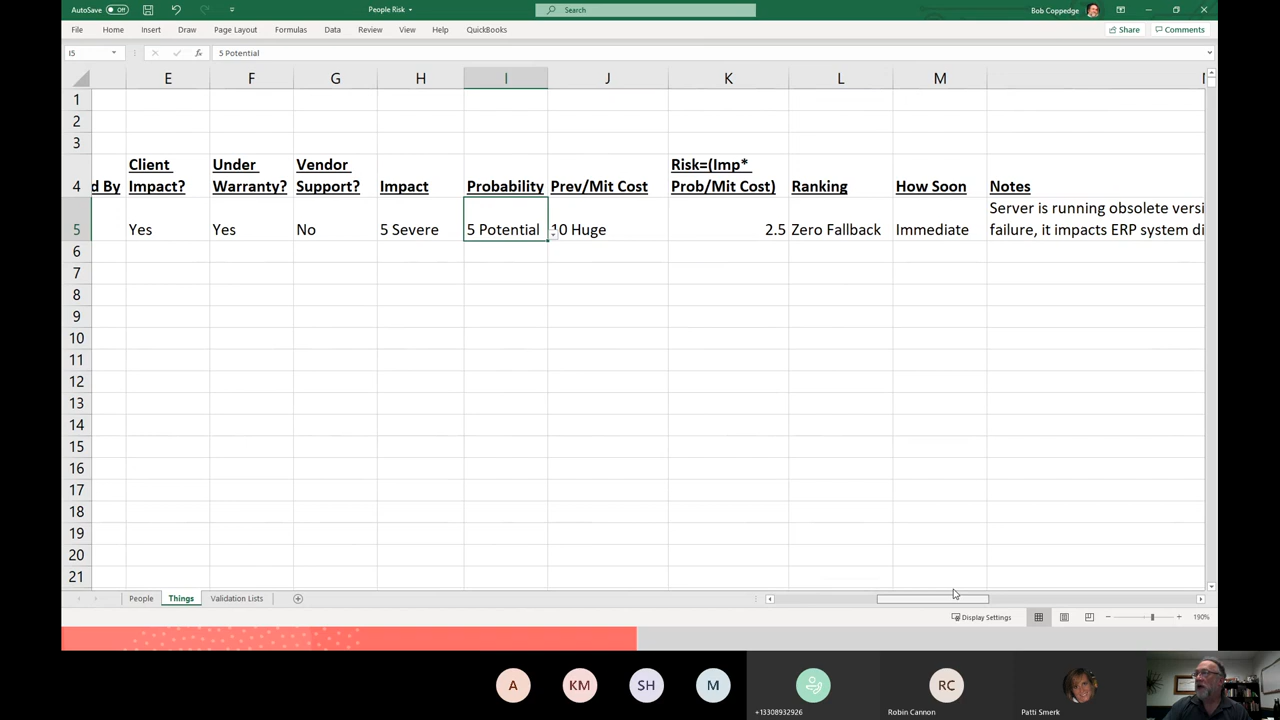 AutoSave Off People Risk Search Bob Coppedge
File Home Insert Draw Page Layout Formulas Data Review View Help QuickBooks Share Comments
I5 fx 5 Potential
E F G H I J K L M
1
2
3
Client Under Vendor Risk=(Imp*
4 d By Impact? Warranty? Support? Impact Probability Prev/Mit Cost Prob/Mit Cost) Ranking How Soon Notes
Server is running obsolete versi
5 Yes Yes No 5 Severe 5 Potential 10 Huge 2.5 Zero Fallback Immediate failure, it impacts ERP system di
6
7
8
9
10
11
12
13
14
15
16
17
18
19
20
21
People Things Validation Lists
Display Settings 190%
A KM SH M RC
+13308932926 Robin Cannon Patti Smerk